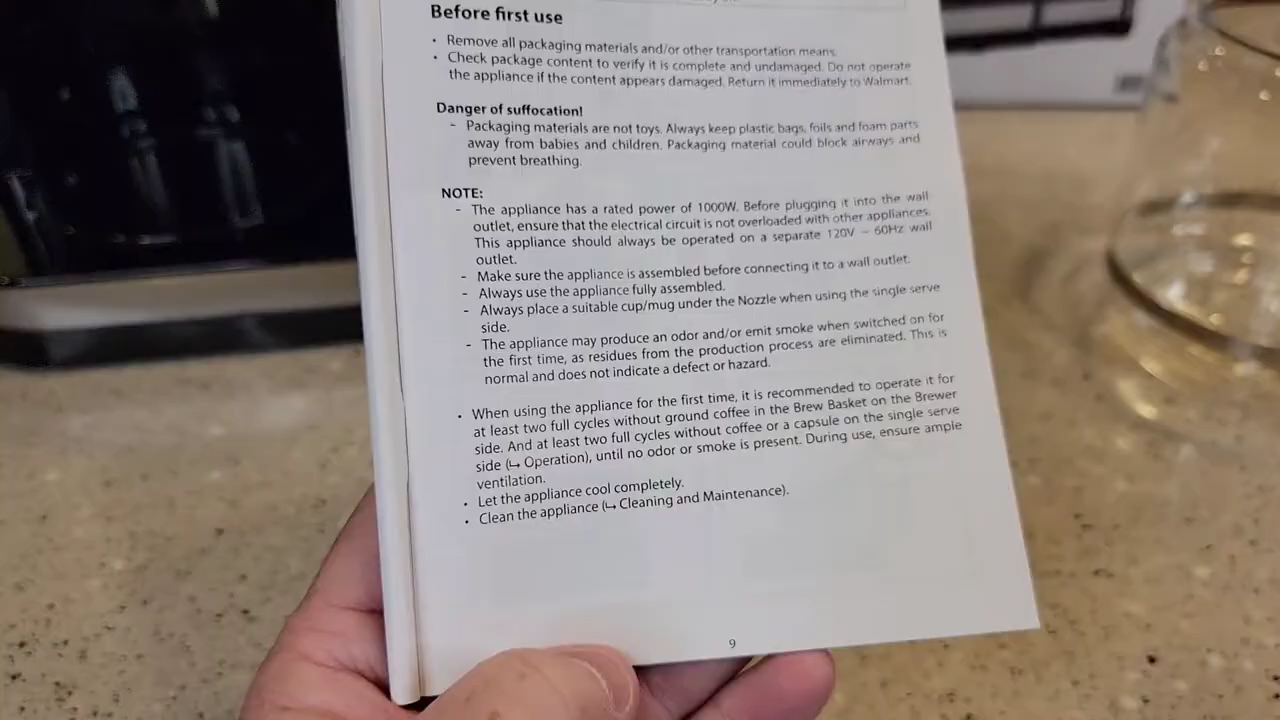 Before first use
• Remove all packaging materials and/or other transportation means.
• Check package content to verify it is complete and undamaged. Do not operate
the appliance if the content appears damaged. Return it immediately to Walmart.
Danger of suffocation!
– Packaging materials are not toys. Always keep plastic bags, foils and foam parts
away from babies and children. Packaging material could block airways and
prevent breathing.
NOTE:
– The appliance has a rated power of 1000W. Before plugging it into the wall
outlet, ensure that the electrical circuit is not overloaded with other appliances.
This appliance should always be operated on a separate 120V ~ 60Hz wall
outlet.
– Make sure the appliance is assembled before connecting it to a wall outlet.
– Always use the appliance fully assembled.
– Always place a suitable cup/mug under the Nozzle when using the single serve
side.
– The appliance may produce an odor and/or emit smoke when switched on for
the first time, as residues from the production process are eliminated. This is
normal and does not indicate a defect or hazard.
• When using the appliance for the first time, it is recommended to operate it for
at least two full cycles without ground coffee in the Brew Basket on the Brewer
side. And at least two full cycles without coffee or a capsule on the single serve
side (↳ Operation), until no odor or smoke is present. During use, ensure ample
ventilation.
• Let the appliance cool completely.
• Clean the appliance (↳ Cleaning and Maintenance).
9